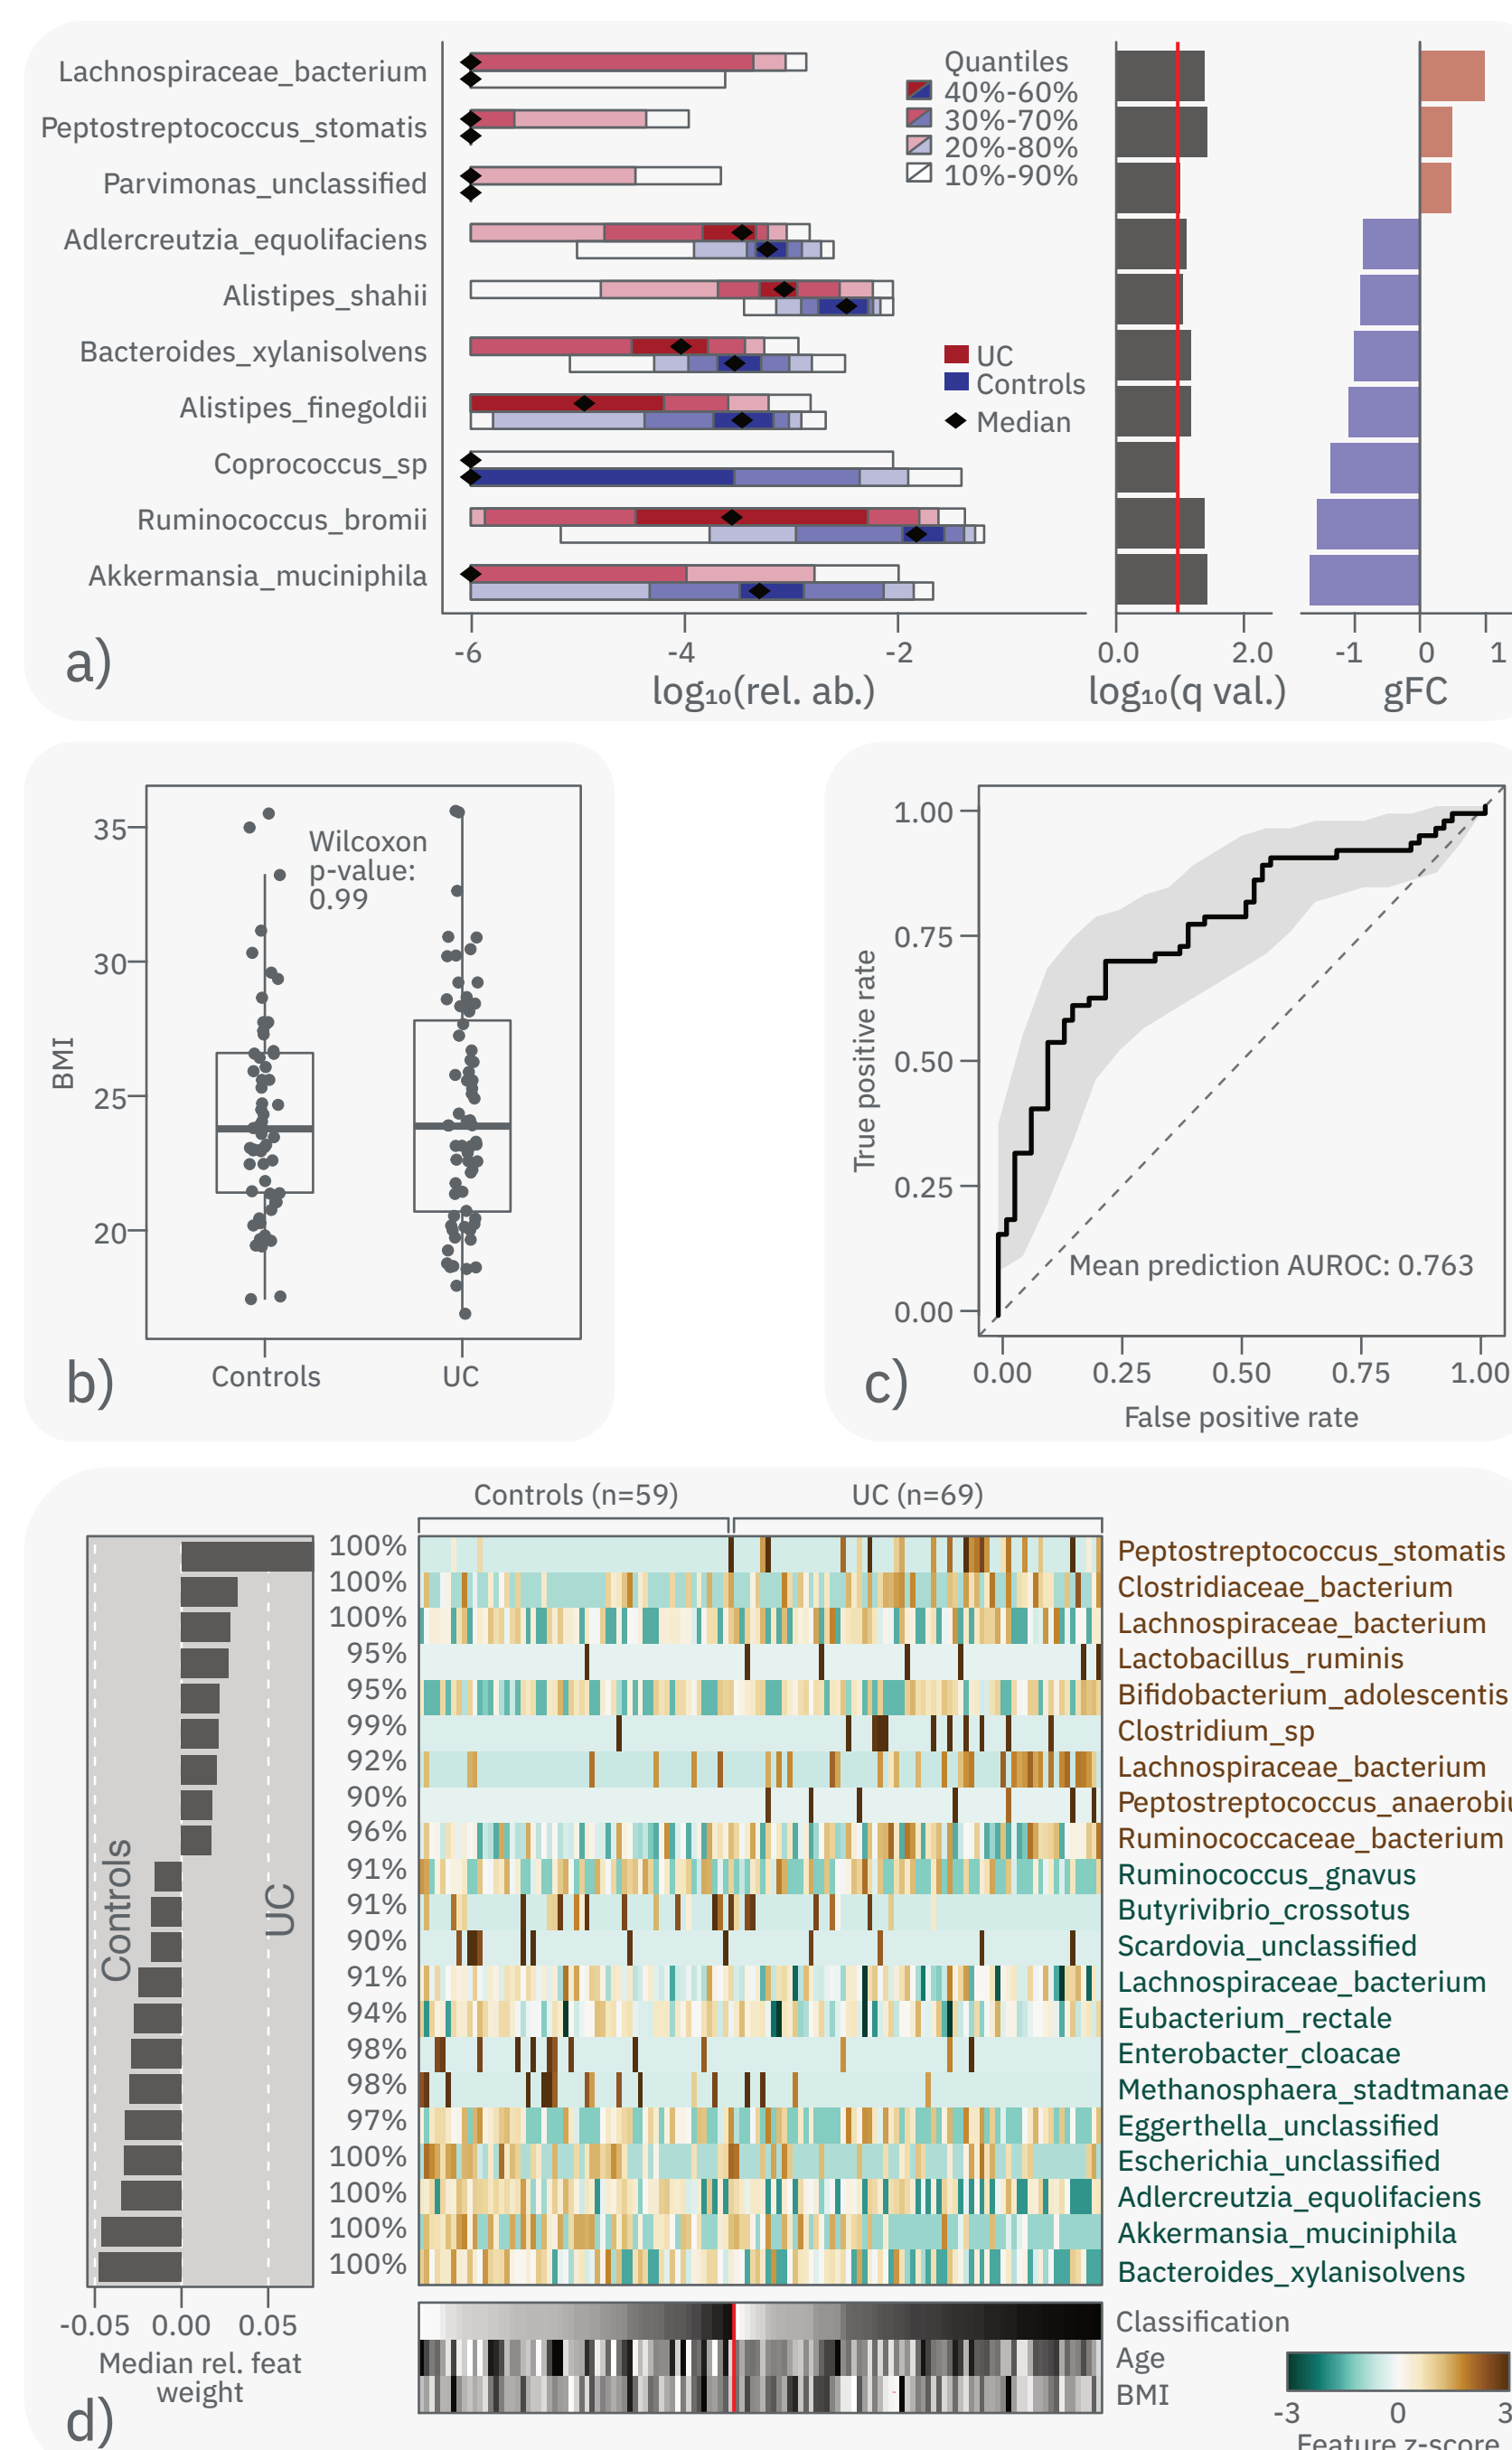 Lachnospiraceae_bacterium
Peptostreptococcus_stomatis
Parvimonas_unclassified
Adlercreutzia_equolifaciens
Alistipes_shahii
Bacteroides_xylanisolvens
Alistipes_finegoldii
Coprococcus_sp
Ruminococcus_bromii
Akkermansia_muciniphila
Quantiles
40%-60%
30%-70%
20%-80%
10%-90%
UC
Controls
Median
-6 -4 -2
log₁₀(rel. ab.)
0.0 2.0
log₁₀(q val.)
-1 0 1
gFC
a)
35
30
25
20
BMI
Wilcoxon
p-value:
0.99
Controls UC
b)
1.00
0.75
0.50
0.25
0.00
True positive rate
Mean prediction AUROC: 0.763
0.00 0.25 0.50 0.75 1.00
False positive rate
c)
Controls (n=59) UC (n=69)
100% Peptostreptococcus_stomatis
100% Clostridiaceae_bacterium
100% Lachnospiraceae_bacterium
95% Lactobacillus_ruminis
95% Bifidobacterium_adolescentis
99% Clostridium_sp
92% Lachnospiraceae_bacterium
90% Peptostreptococcus_anaerobiu
96% Ruminococcaceae_bacterium
91% Ruminococcus_gnavus
91% Butyrivibrio_crossotus
90% Scardovia_unclassified
91% Lachnospiraceae_bacterium
94% Eubacterium_rectale
98% Enterobacter_cloacae
98% Methanosphaera_stadtmanae
97% Eggerthella_unclassified
100% Escherichia_unclassified
100% Adlercreutzia_equolifaciens
100% Akkermansia_muciniphila
100% Bacteroides_xylanisolvens
Controls
UC
-0.05 0.00 0.05
Median rel. feat
weight
Classification
Age
BMI
-3 0 3
Feature z-score
d)